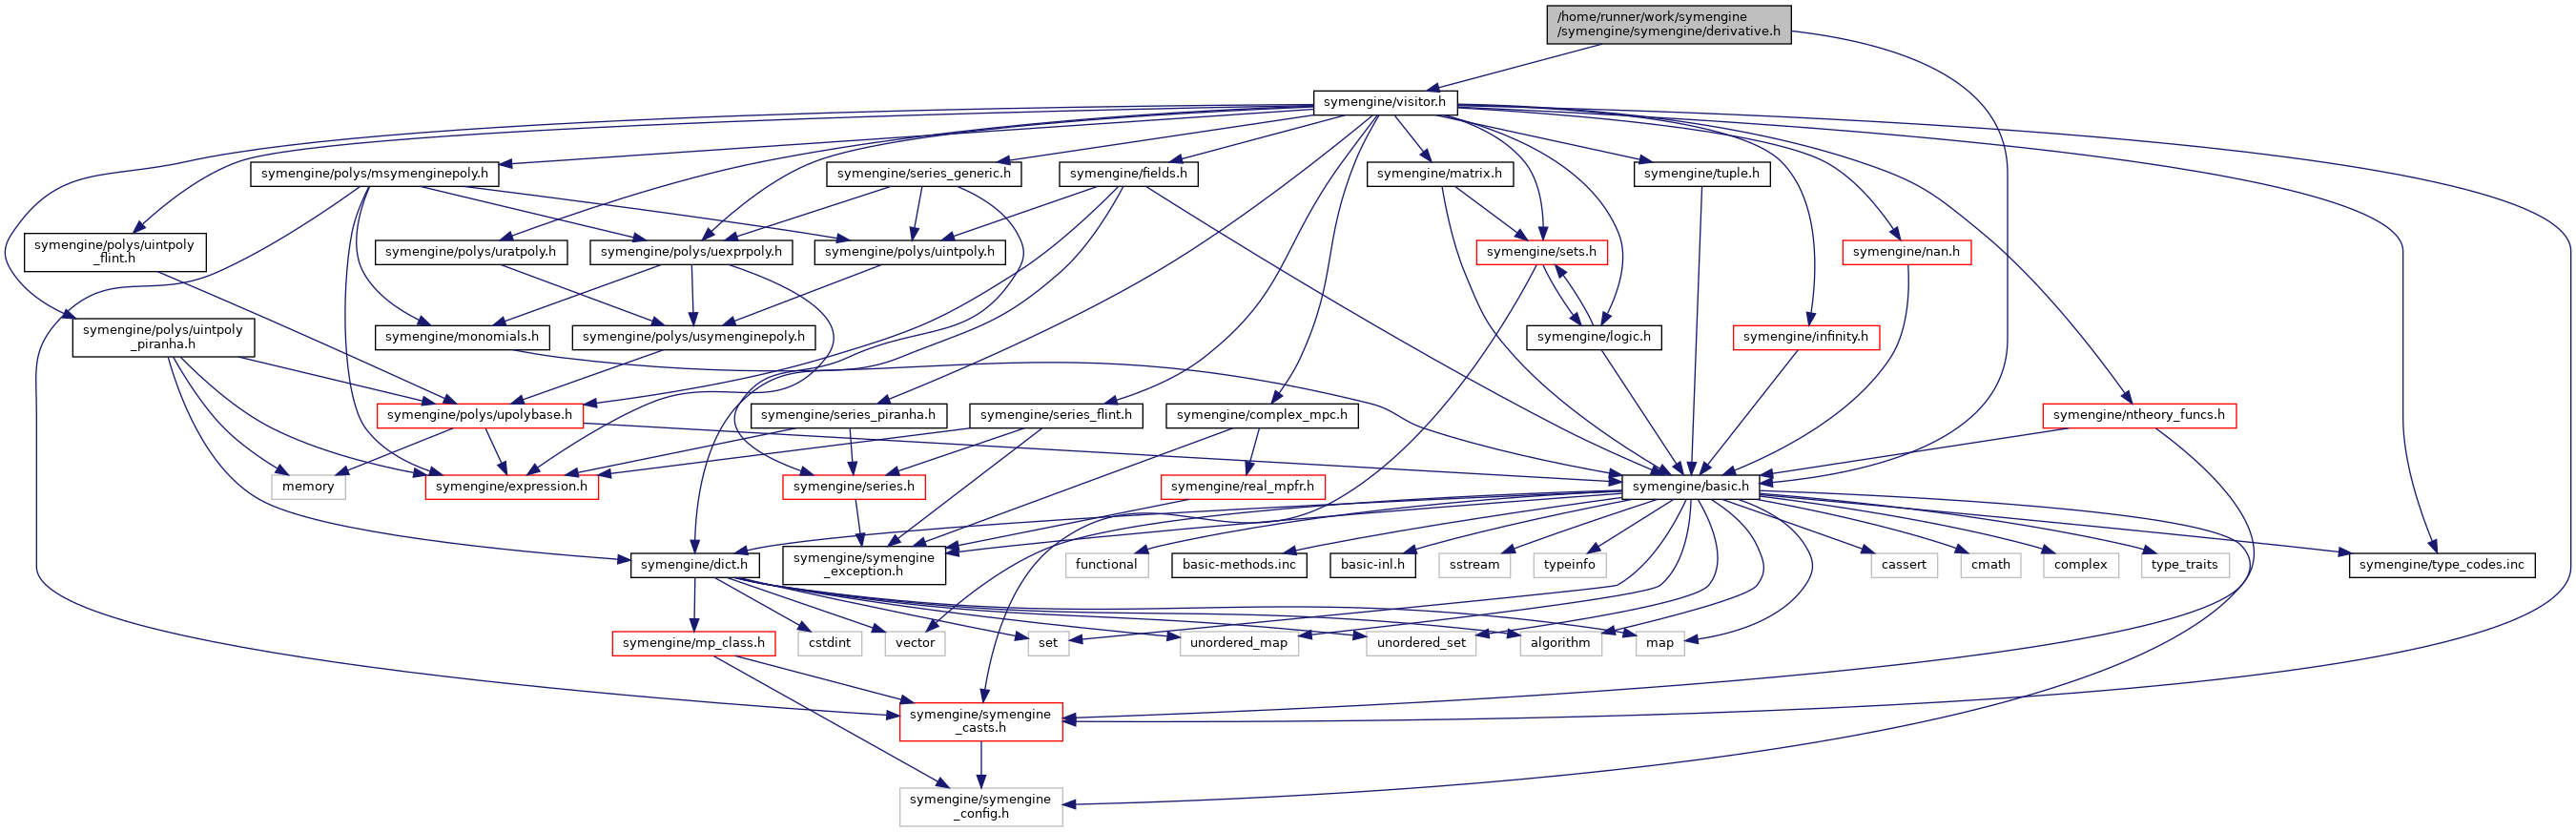 /home/runner/work/symengine
/symengine/symengine/derivative.h
symengine/visitor.h
symengine/polys/msymenginepoly.h
symengine/series_generic.h
symengine/fields.h
symengine/matrix.h
symengine/tuple.h
symengine/polys/uintpoly
_flint.h
symengine/polys/uratpoly.h
symengine/polys/uexprpoly.h
symengine/polys/uintpoly.h
symengine/sets.h
symengine/nan.h
symengine/polys/uintpoly
_piranha.h
symengine/monomials.h
symengine/polys/usymenginepoly.h
symengine/logic.h
symengine/infinity.h
symengine/polys/upolybase.h
symengine/series_piranha.h
symengine/series_flint.h
symengine/complex_mpc.h
symengine/ntheory_funcs.h
memory
symengine/expression.h
symengine/series.h
symengine/real_mpfr.h
symengine/basic.h
symengine/dict.h
symengine/symengine
_exception.h
functional
basic-methods.inc
basic-inl.h
sstream
typeinfo
cassert
cmath
complex
type_traits
symengine/type_codes.inc
symengine/mp_class.h
cstdint
vector
set
unordered_map
unordered_set
algorithm
map
symengine/symengine
_casts.h
symengine/symengine
_config.h